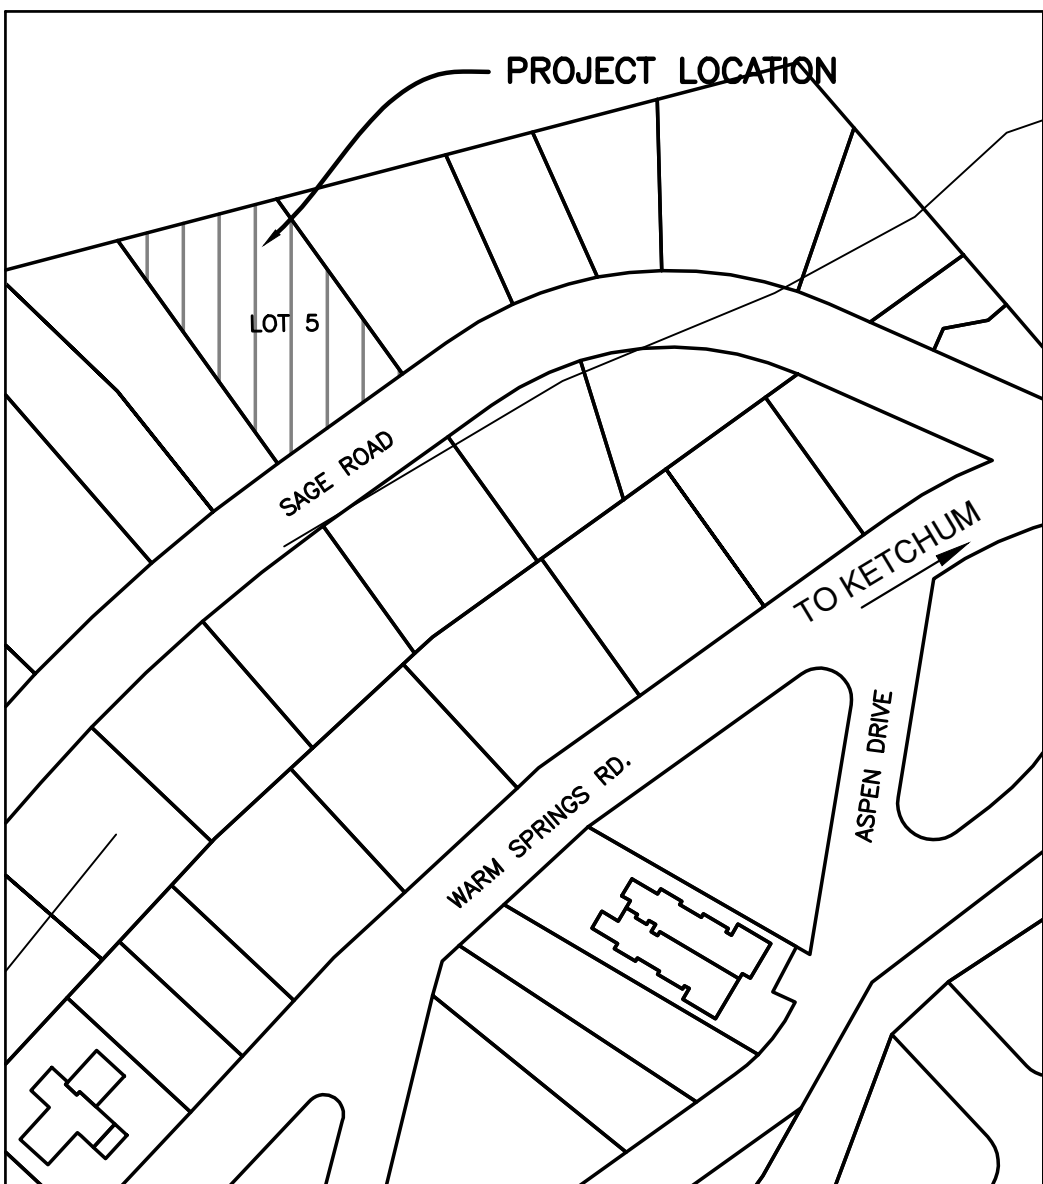 PROJECT LOCATION
LOT 5
SAGE ROAD
TO KETCHUM
ASPEN DRIVE
WARM SPRINGS RD.